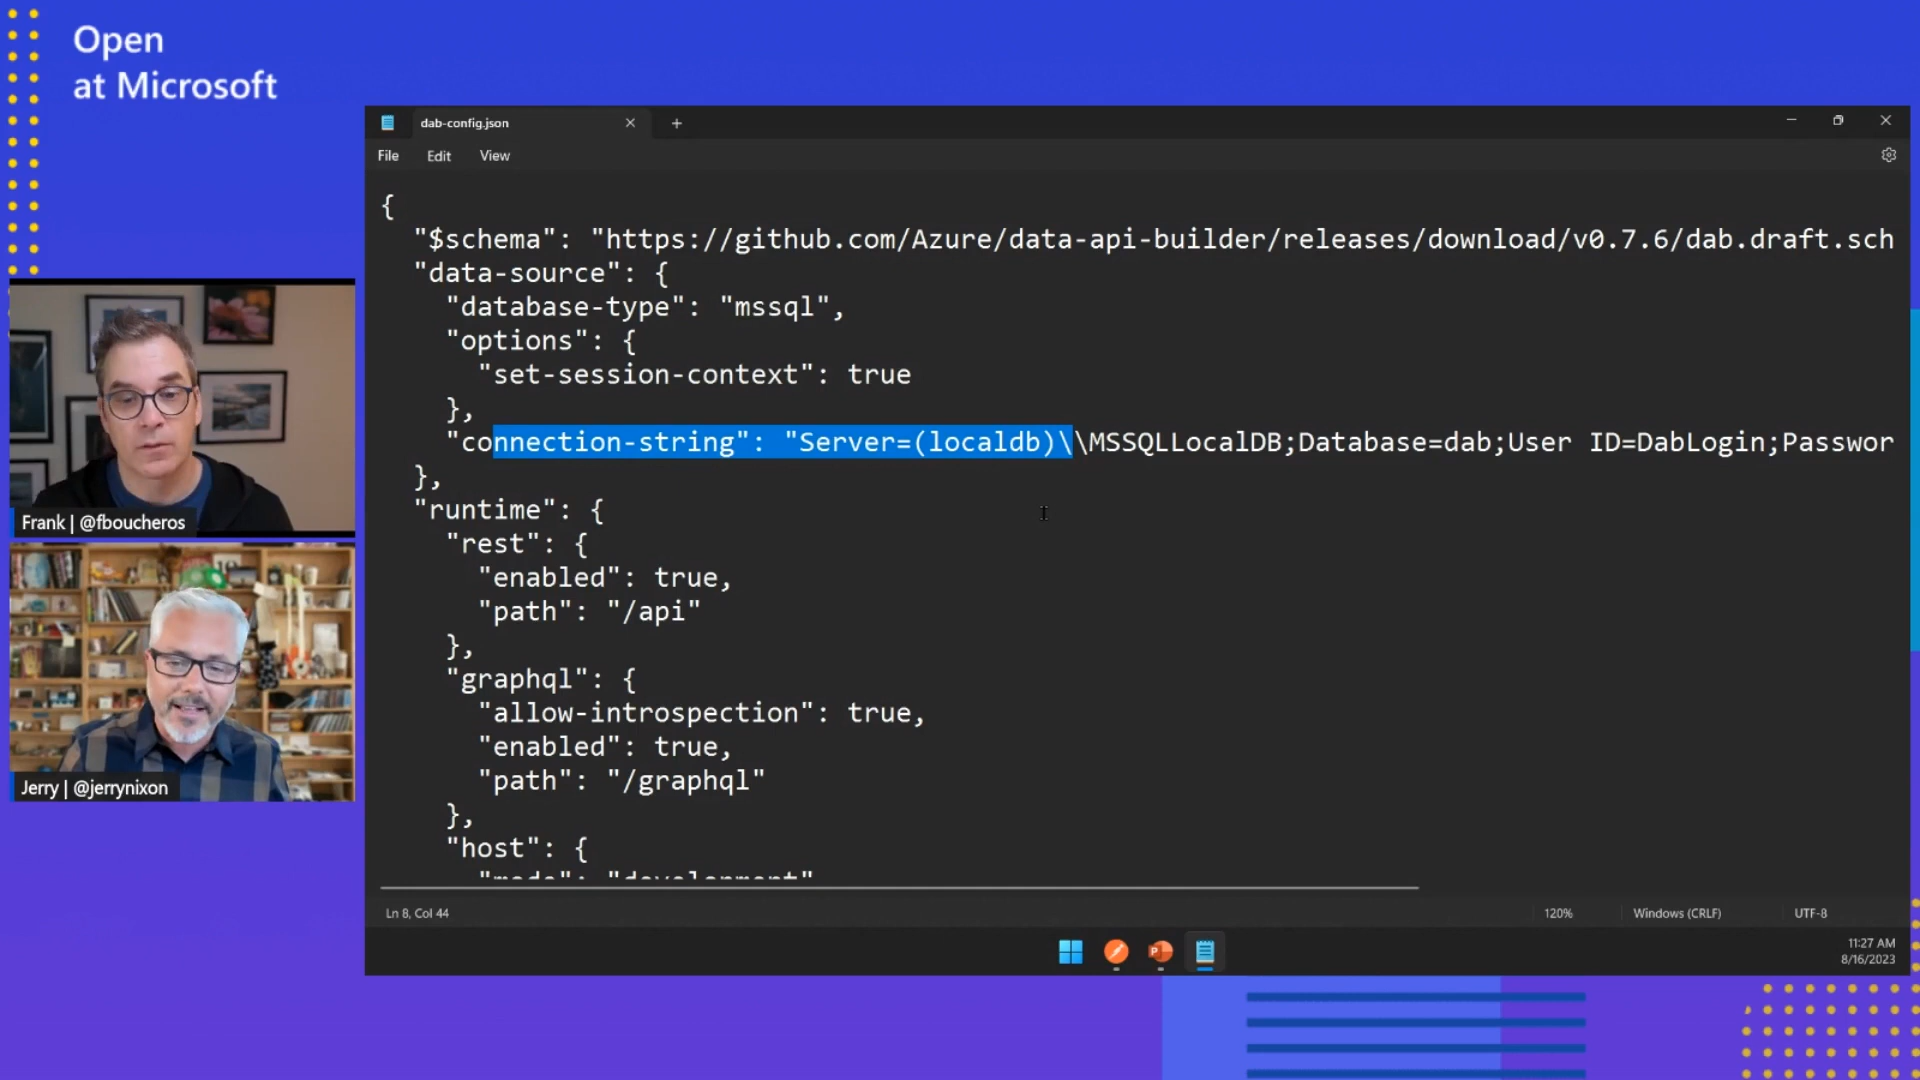 Open
at Microsoft
dab-config.json
File Edit View
{
"$schema": "https://github.com/Azure/data-api-builder/releases/download/v0.7.6/dab.draft.sch
"data-source": {
"database-type": "mssql",
"options": {
"set-session-context": true
},
"connection-string": "Server=(localdb)\\MSSQLLocalDB;Database=dab;User ID=DabLogin;Passwor
},
"runtime": {
"rest": {
"enabled": true,
"path": "/api"
},
"graphql": {
"allow-introspection": true,
"enabled": true,
"path": "/graphql"
},
"host": {
"mode": "development"
Ln 8, Col 44
120%
Windows (CRLF)
UTF-8
11:27 AM
8/16/2023
Frank | @fboucheros
Jerry | @jerrynixon